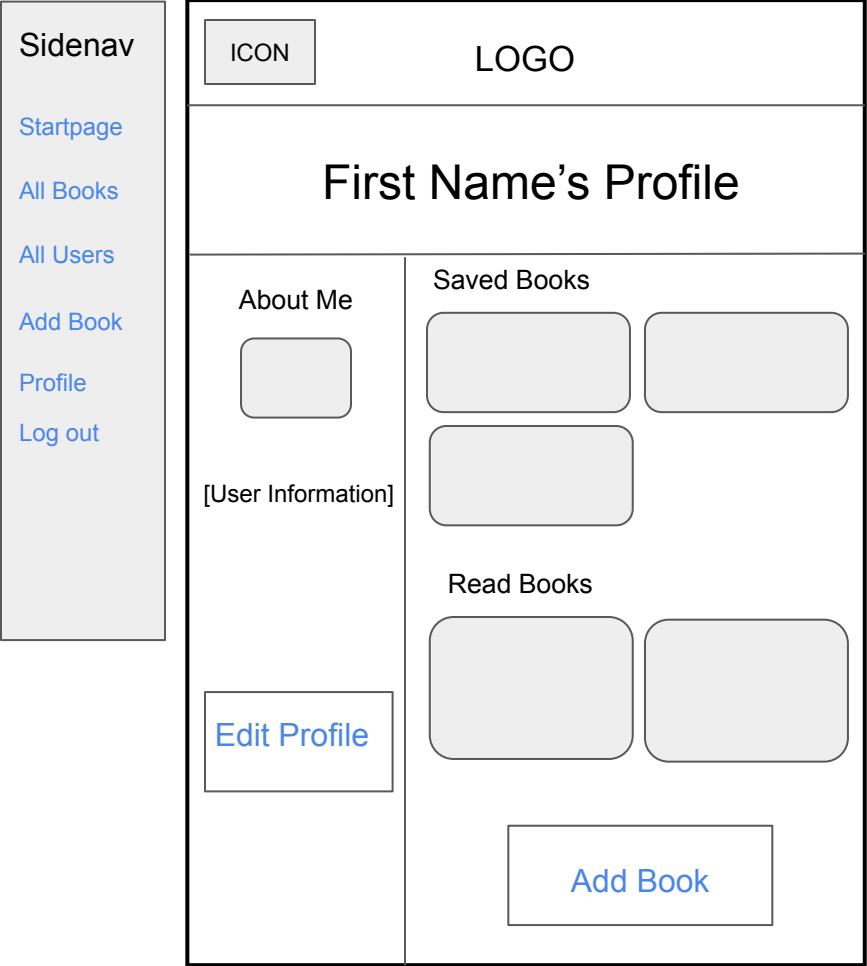 Sidenav
Startpage
All Books
All Users
Add Book
Profile
Log out
ICON
LOGO
First Name’s Profile
About Me
[User Information]
Edit Profile
Saved Books
Read Books
Add Book